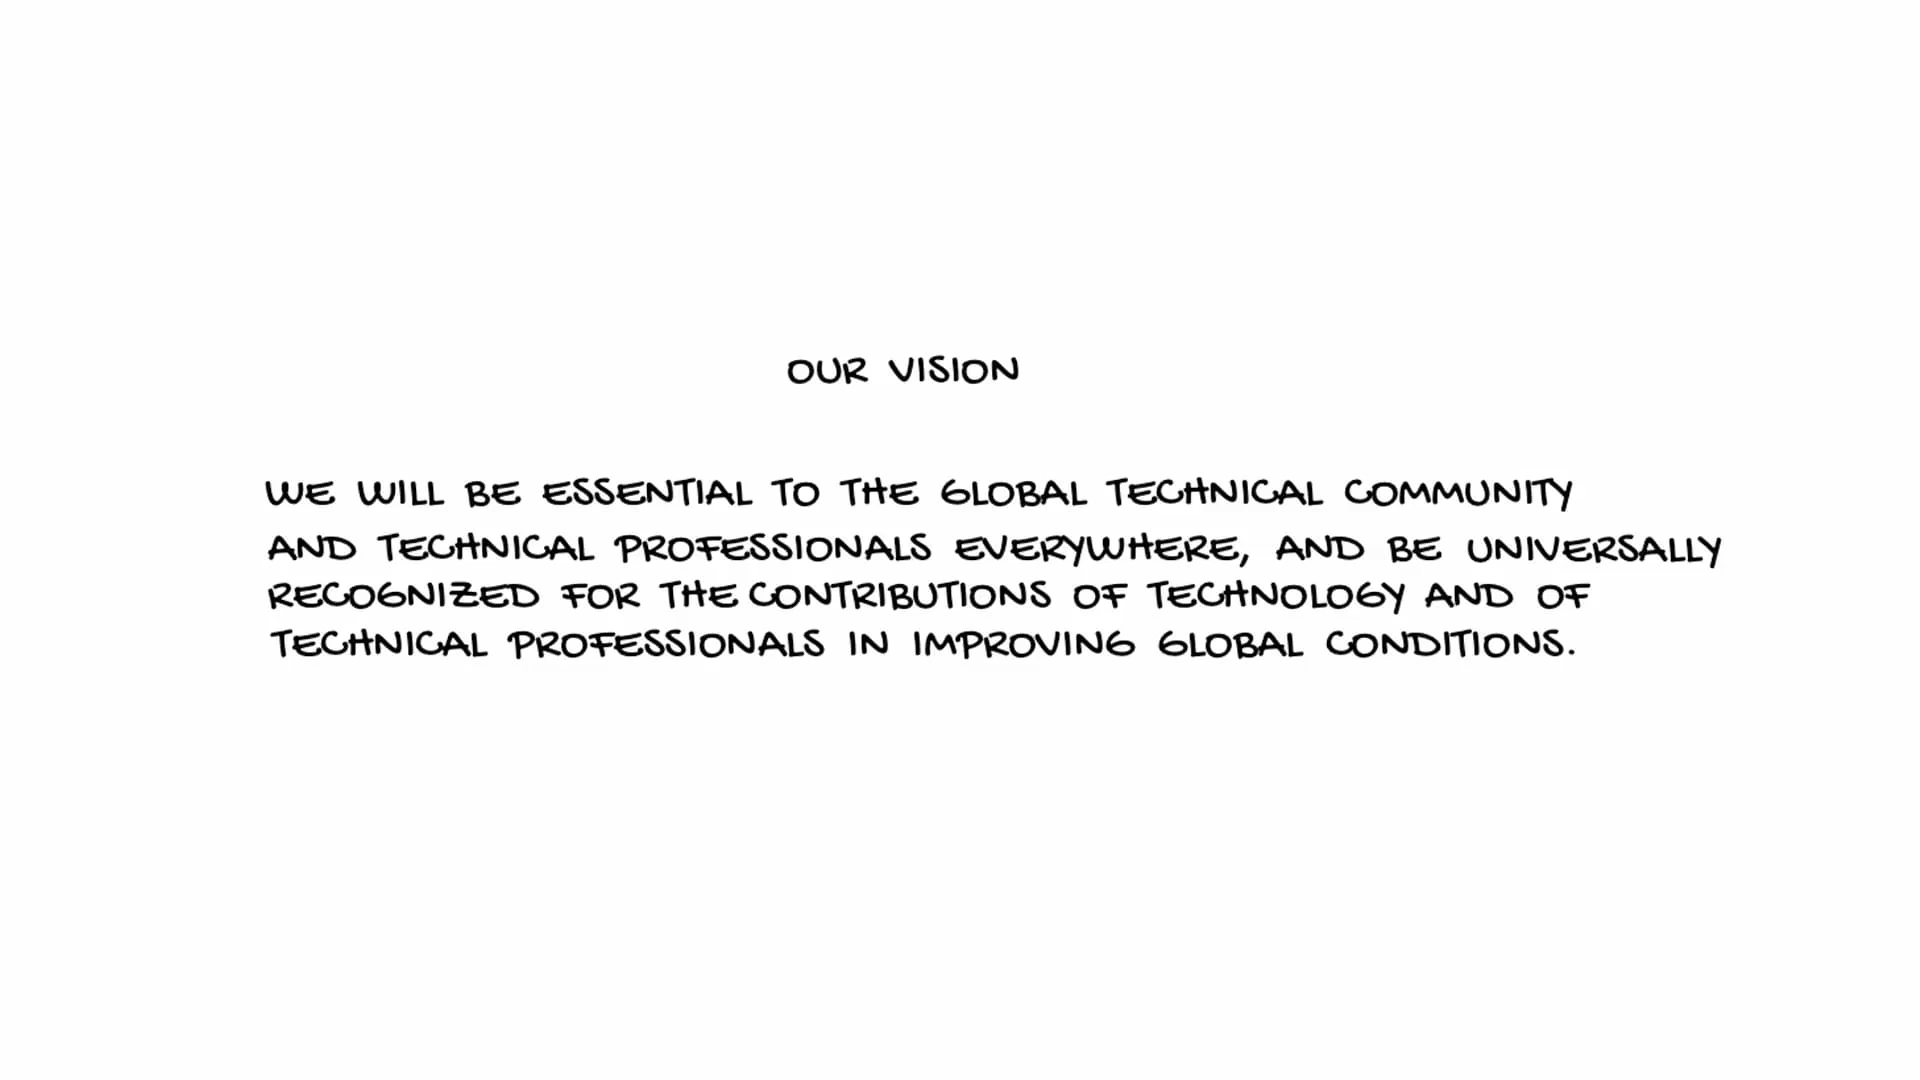 OUR VISION
WE WILL BE ESSENTIAL TO THE GLOBAL TECHNICAL COMMUNITY
AND TECHNICAL PROFESSIONALS EVERYWHERE, AND BE UNIVERSALLY
RECOGNIZED FOR THE CONTRIBUTIONS OF TECHNOLOGY AND OF
TECHNICAL PROFESSIONALS IN IMPROVING GLOBAL CONDITIONS.